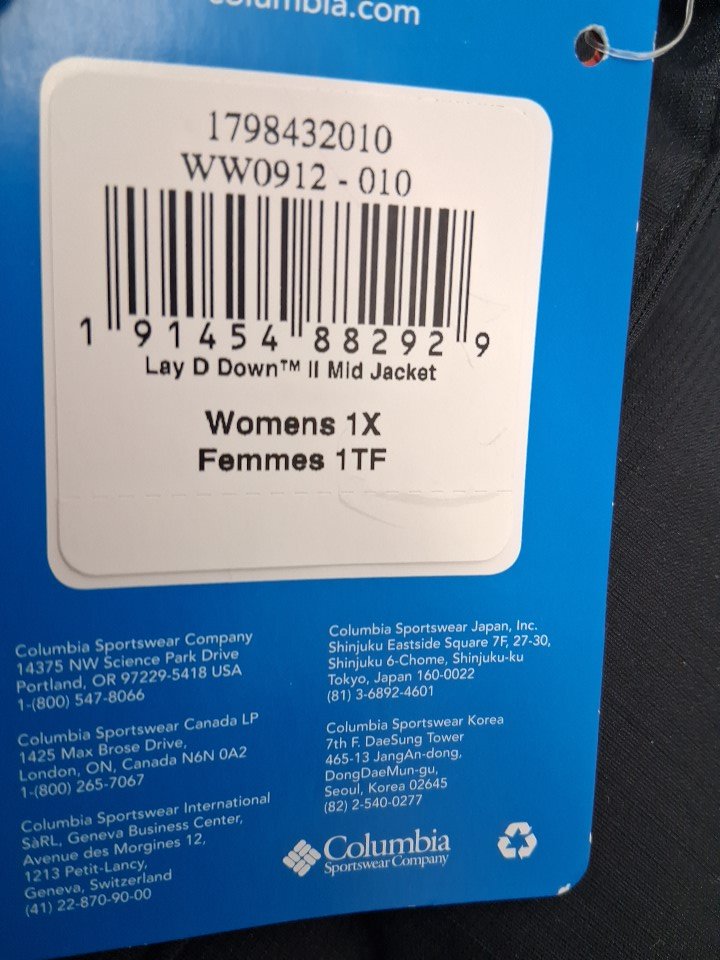 columbia.com
1798432010
WW0912 - 010
1 91454 88292 9
Lay D Down™ II Mid Jacket
Womens 1X
Femmes 1TF
Columbia Sportswear Company
14375 NW Science Park Drive
Portland, OR 97229-5418 USA
1-(800) 547-8066
Columbia Sportswear Canada LP
1425 Max Brose Drive,
London, ON, Canada N6N 0A2
1-(800) 265-7067
Columbia Sportswear International
SàRL, Geneva Business Center,
Avenue des Morgines 12,
1213 Petit-Lancy,
Geneva, Switzerland
(41) 22-870-90-00
Columbia Sportswear Japan, Inc.
Shinjuku Eastside Square 7F, 27-30,
Shinjuku 6-Chome, Shinjuku-ku
Tokyo, Japan 160-0022
(81) 3-6892-4601
Columbia Sportswear Korea
7th F. DaeSung Tower
465-13 JangAn-dong,
DongDaeMun-gu,
Seoul, Korea 02645
(82) 2-540-0277
Columbia
Sportswear Company